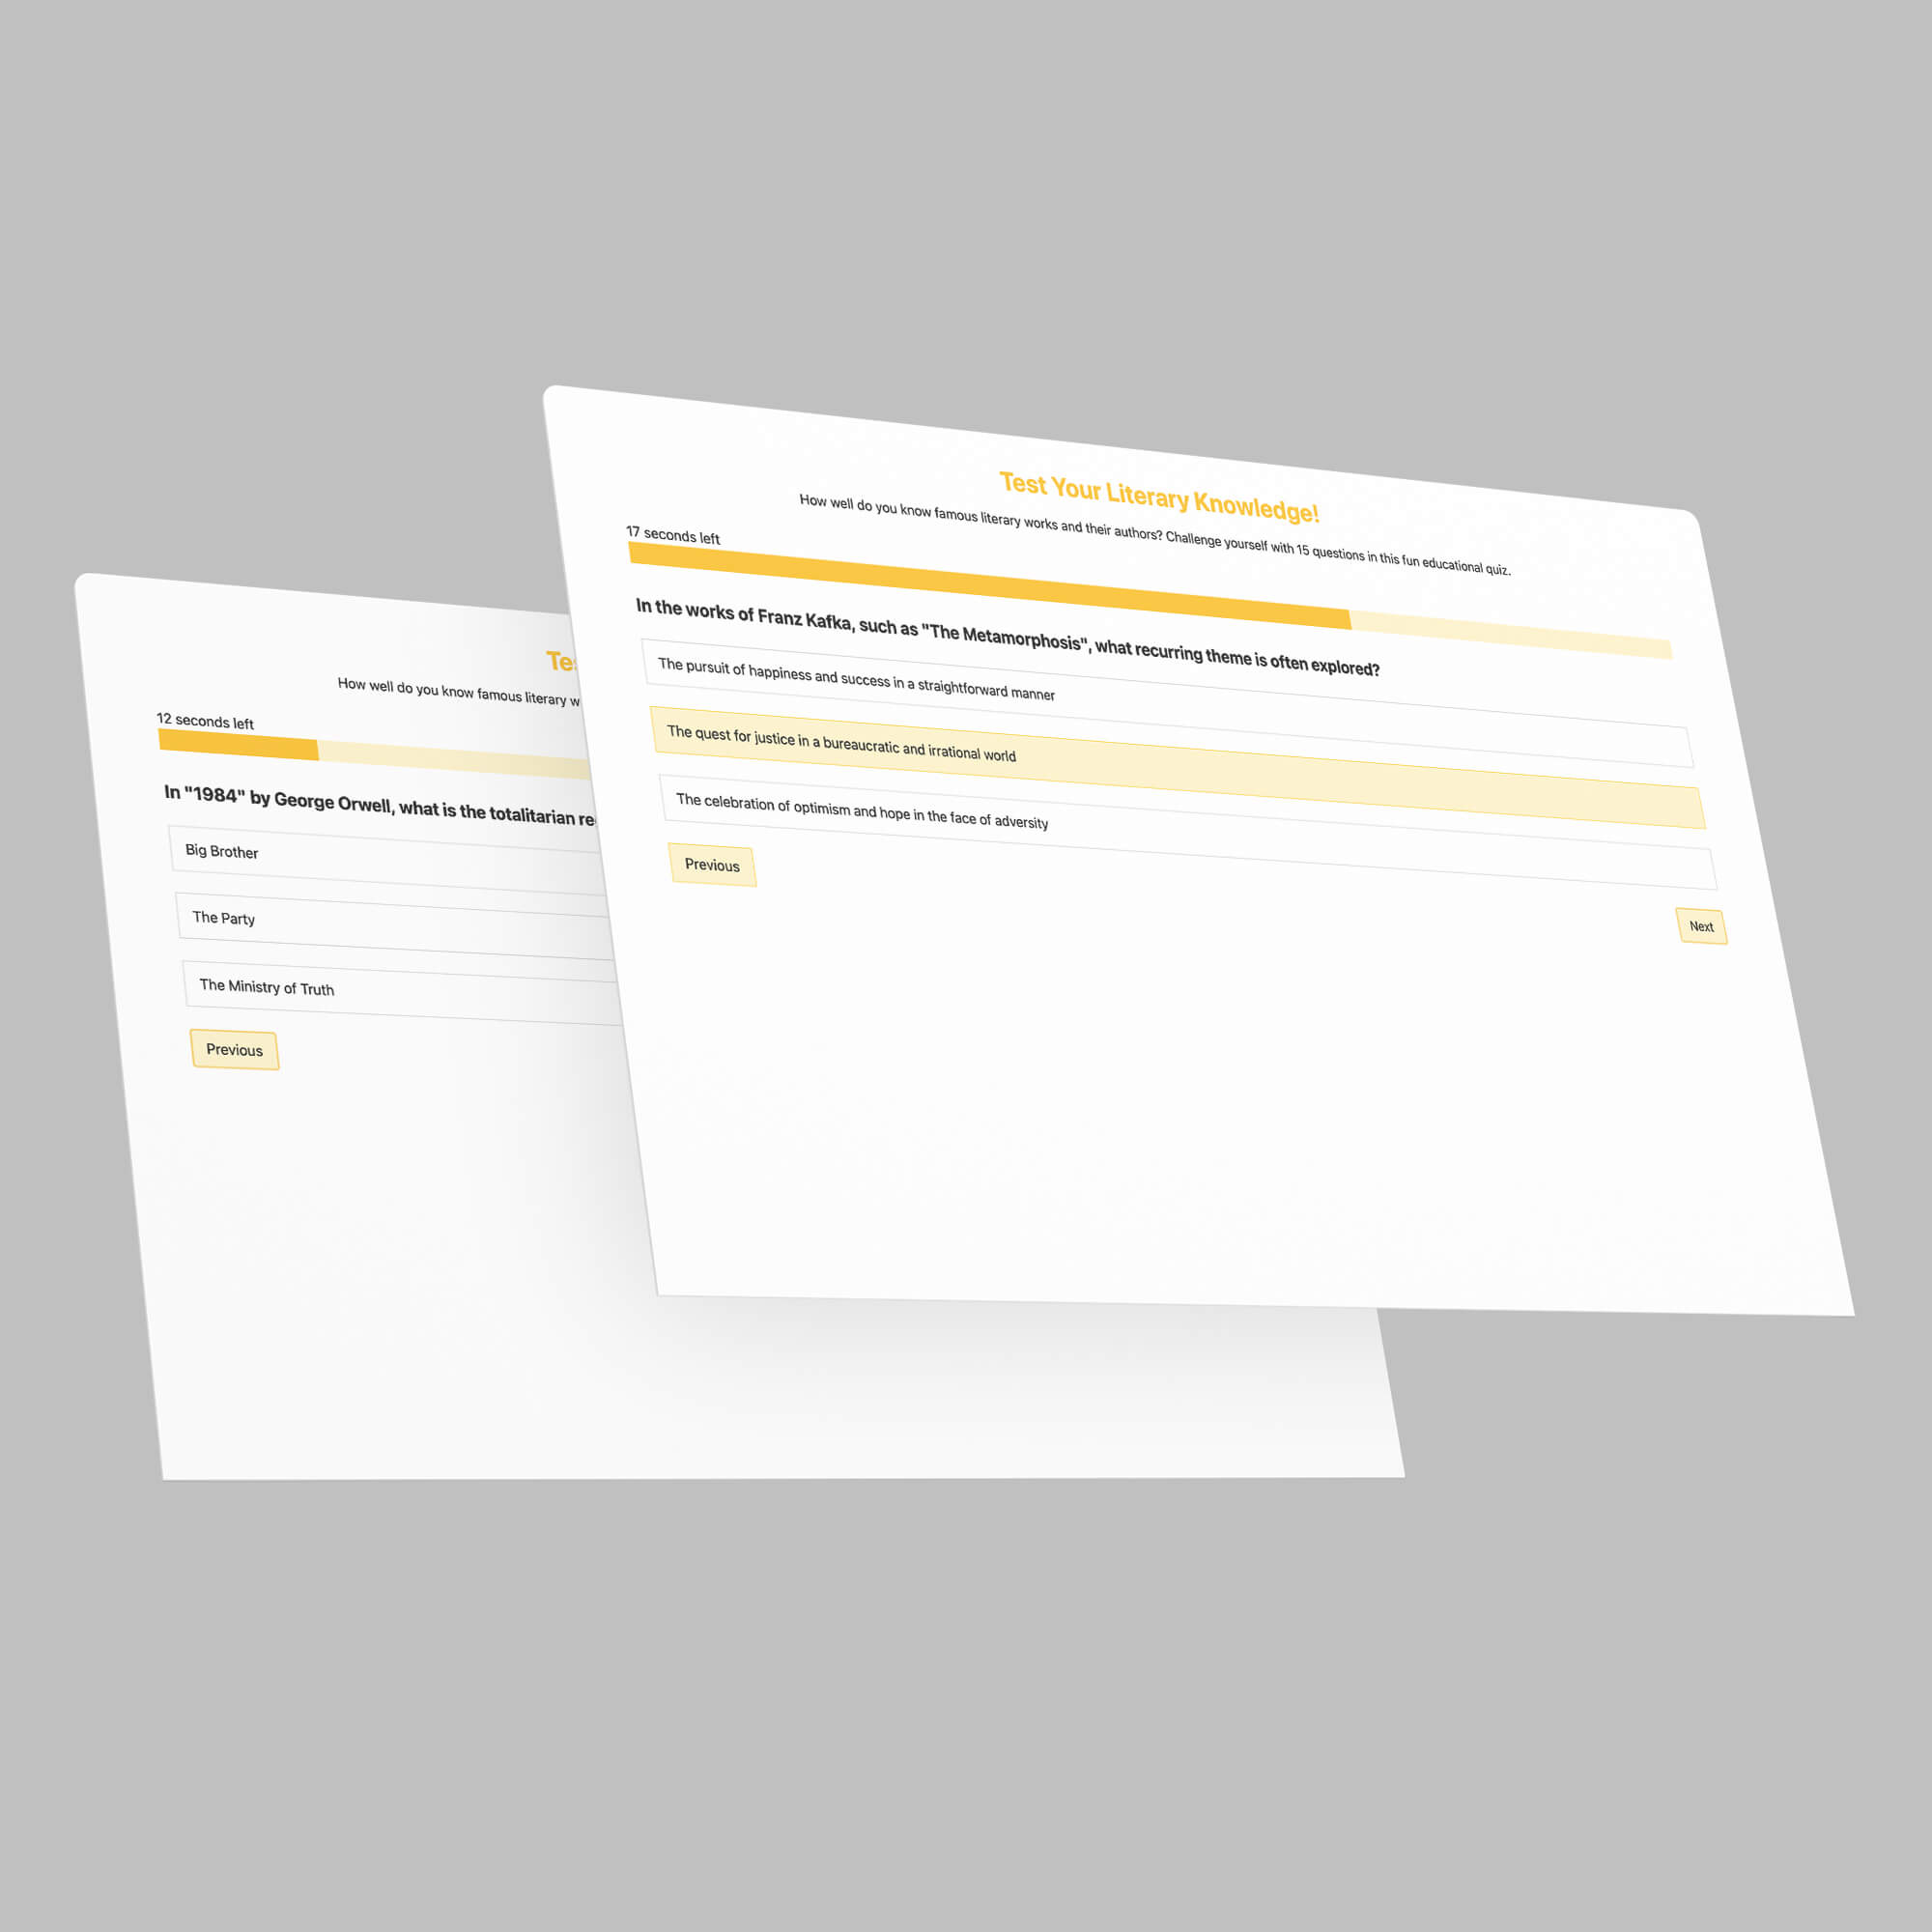 Test Your Literary Knowledge!
How well do you know famous literary works and their authors? Challenge yourself with 15 questions in this fun educational quiz.
17 seconds left
In the works of Franz Kafka, such as "The Metamorphosis", what recurring theme is often explored?
The pursuit of happiness and success in a straightforward manner
The quest for justice in a bureaucratic and irrational world
The celebration of optimism and hope in the face of adversity
Previous
Next
Tes
How well do you know famous literary w
12 seconds left
In "1984" by George Orwell, what is the totalitarian re
Big Brother
The Party
The Ministry of Truth
Previous